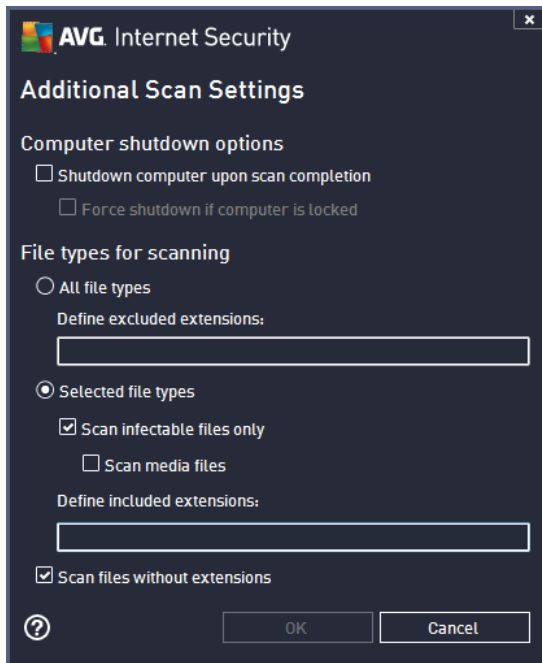 AVG. Internet Security
Additional Scan Settings
Computer shutdown options
Shutdown computer upon scan completion
Force shutdown if computer is locked
File types for scanning
All file types
Define excluded extensions:
Selected file types
Scan infectable files only
Scan media files
Define included extensions:
Scan files without extensions
?
OK
Cancel